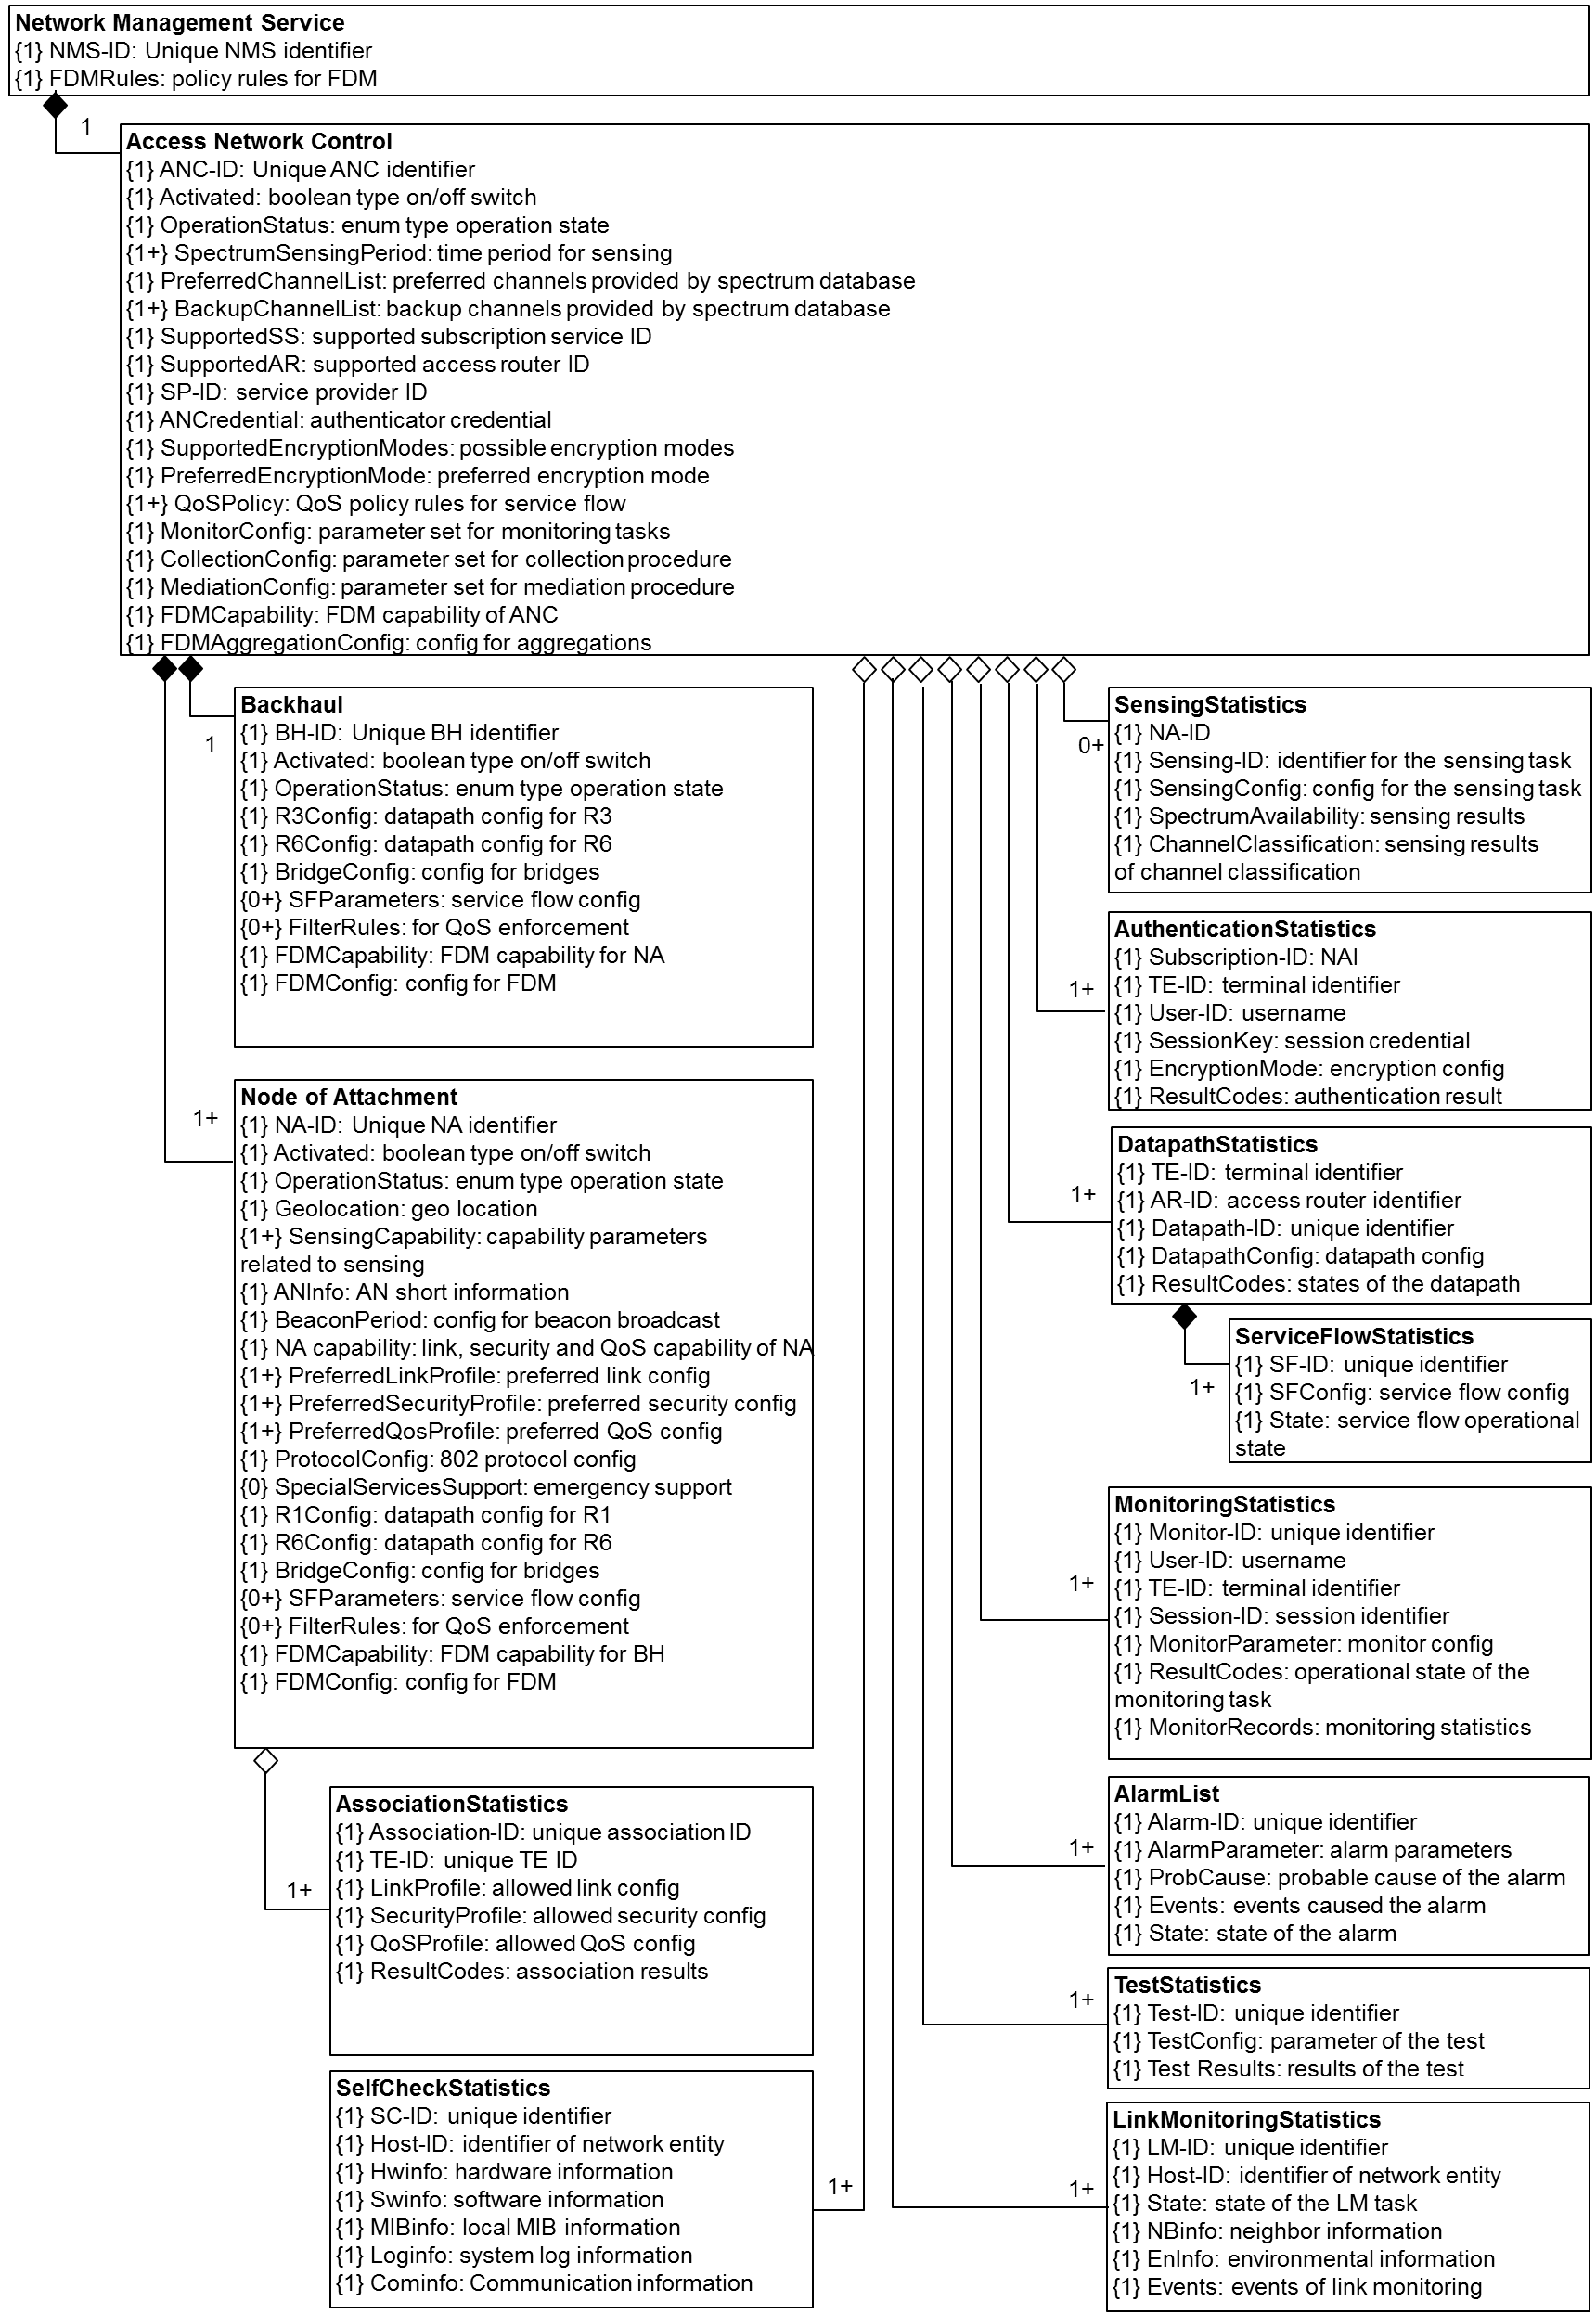 Network Management Service
{1} NMS-ID: Unique NMS identifier
{1} FDMRules: policy rules for FDM
1
Access Network Control
{1} ANC-ID: Unique ANC identifier
{1} Activated: boolean type on/off switch
{1} OperationStatus: enum type operation state
{1+} SpectrumSensingPeriod: time period for sensing
{1} PreferredChannelList: preferred channels provided by spectrum database
{1+} BackupChannelList: backup channels provided by spectrum database
{1} SupportedSS: supported subscription service ID
{1} SupportedAR: supported access router ID
{1} SP-ID: service provider ID
{1} ANCredential: authenticator credential
{1} SupportedEncryptionModes: possible encryption modes
{1} PreferredEncryptionMode: preferred encryption mode
{1+} QoSPolicy: QoS policy rules for service flow
{1} MonitorConfig: parameter set for monitoring tasks
{1} CollectionConfig: parameter set for collection procedure
{1} MediationConfig: parameter set for mediation procedure
{1} FDMCapability: FDM capability of ANC
{1} FDMAggregationConfig: config for aggregations
1
Backhaul
{1} BH-ID: Unique BH identifier
{1} Activated: boolean type on/off switch
{1} OperationStatus: enum type operation state
{1} R3Config: datapath config for R3
{1} R6Config: datapath config for R6
{1} BridgeConfig: config for bridges
{0+} SFParameters: service flow config
{0+} FilterRules: for QoS enforcement
{1} FDMCapability: FDM capability for NA
{1} FDMConfig: config for FDM
1+
Node of Attachment
{1} NA-ID: Unique NA identifier
{1} Activated: boolean type on/off switch
{1} OperationStatus: enum type operation state
{1} Geolocation: geo location
{1+} SensingCapability: capability parameters
related to sensing
{1} ANInfo: AN short information
{1} BeaconPeriod: config for beacon broadcast
{1} NA capability: link, security and QoS capability of NA
{1+} PreferredLinkProfile: preferred link config
{1+} PreferredSecurityProfile: preferred security config
{1+} PreferredQosProfile: preferred QoS config
{1} ProtocolConfig: 802 protocol config
{0} SpecialServicesSupport: emergency support
{1} R1Config: datapath config for R1
{1} R6Config: datapath config for R6
{1} BridgeConfig: config for bridges
{0+} SFParameters: service flow config
{0+} FilterRules: for QoS enforcement
{1} FDMCapability: FDM capability for BH
{1} FDMConfig: config for FDM
1+
AssociationStatistics
{1} Association-ID: unique association ID
{1} TE-ID: unique TE ID
{1} LinkProfile: allowed link config
{1} SecurityProfile: allowed security config
{1} QoSProfile: allowed QoS config
{1} ResultCodes: association results
1+
SelfCheckStatistics
{1} SC-ID: unique identifier
{1} Host-ID: identifier of network entity
{1} Hwinfo: hardware information
{1} Swinfo: software information
{1} MIBinfo: local MIB information
{1} Loginfo: system log information
{1} Cominfo: Communication information
0+
SensingStatistics
{1} NA-ID
{1} Sensing-ID: identifier for the sensing task
{1} SensingConfig: config for the sensing task
{1} SpectrumAvailability: sensing results
{1} ChannelClassification: sensing results
of channel classification
1+
AuthenticationStatistics
{1} Subscription-ID: NAI
{1} TE-ID: terminal identifier
{1} User-ID: username
{1} SessionKey: session credential
{1} EncryptionMode: encryption config
{1} ResultCodes: authentication result
1+
DatapathStatistics
{1} TE-ID: terminal identifier
{1} AR-ID: access router identifier
{1} Datapath-ID: unique identifier
{1} DatapathConfig: datapath config
{1} ResultCodes: states of the datapath
1+
ServiceFlowStatistics
{1} SF-ID: unique identifier
{1} SFConfig: service flow config
{1} State: service flow operational
state
1+
MonitoringStatistics
{1} Monitor-ID: unique identifier
{1} User-ID: username
{1} TE-ID: terminal identifier
{1} Session-ID: session identifier
{1} MonitorParameter: monitor config
{1} ResultCodes: operational state of the
monitoring task
{1} MonitorRecords: monitoring statistics
1+
AlarmList
{1} Alarm-ID: unique identifier
{1} AlarmParameter: alarm parameters
{1} ProbCause: probable cause of the alarm
{1} Events: events caused the alarm
{1} State: state of the alarm
1+
TestStatistics
{1} Test-ID: unique identifier
{1} TestConfig: parameter of the test
{1} Test Results: results of the test
1+
LinkMonitoringStatistics
{1} LM-ID: unique identifier
{1} Host-ID: identifier of network entity
{1} State: state of the LM task
{1} NBinfo: neighbor information
{1} EnInfo: environmental information
{1} Events: events of link monitoring